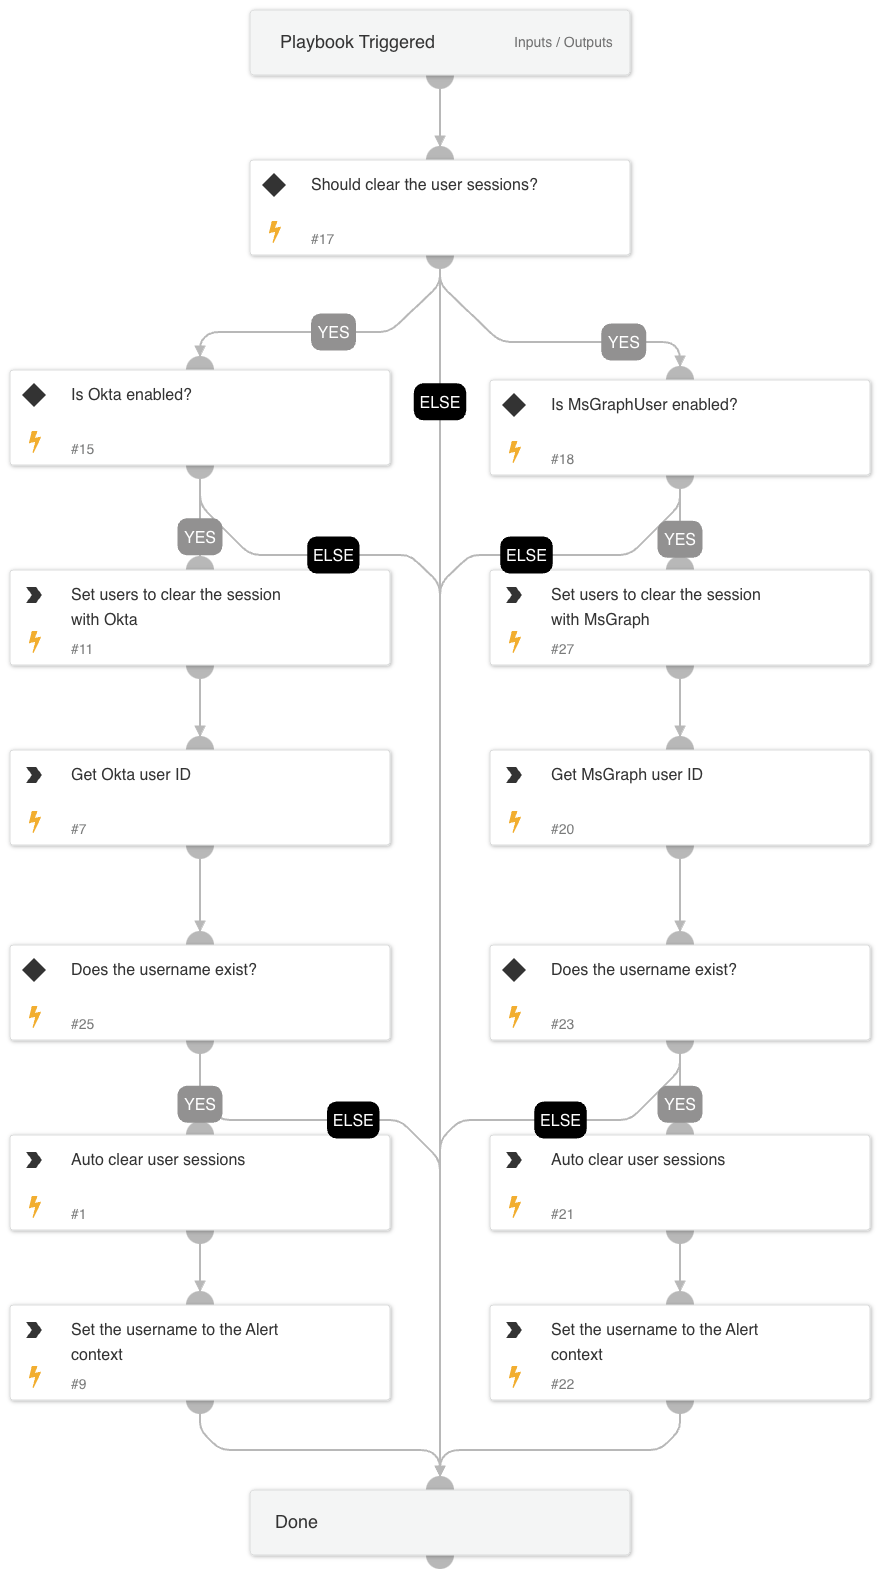 Playbook Triggered
Inputs / Outputs
Should clear the user sessions?
#17
YES
YES
ELSE
Is Okta enabled?
#15
Is MsGraphUser enabled?
#18
YES
ELSE
ELSE
YES
Set users to clear the session
with Okta
#11
Set users to clear the session
with MsGraph
#27
Get Okta user ID
#7
Get MsGraph user ID
#20
Does the username exist?
#25
Does the username exist?
#23
YES
ELSE
ELSE
YES
Auto clear user sessions
#1
Auto clear user sessions
#21
Set the username to the Alert
context
#9
Set the username to the Alert
context
#22
Done